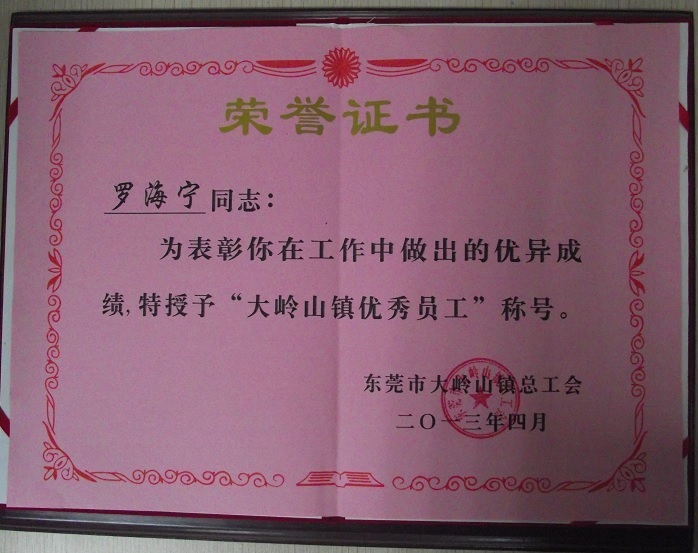 荣誉证书
罗海宁同志：
为表彰你在工作中做出的优异成
绩,特授予“大岭山镇优秀员工”称号。
东莞市大岭山镇总工会
二〇一三年四月